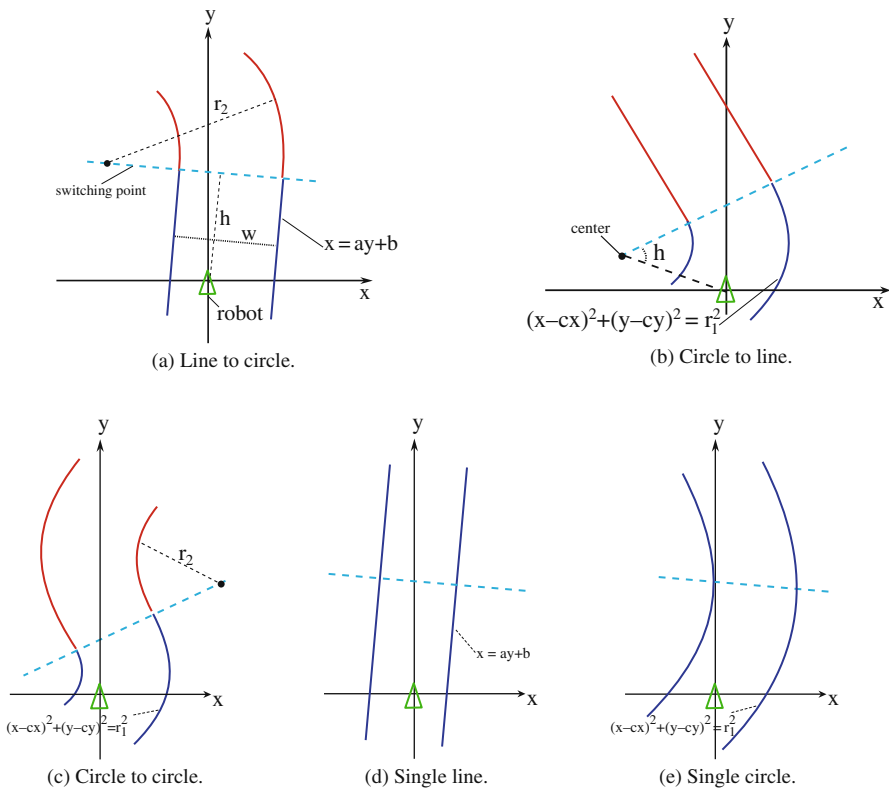 y
r₂
switching point
h
w
x = ay+b
x
robot
(a) Line to circle.
y
center
h
x
(x–cx)²+(y–cy)² = r₁²
(b) Circle to line.
y
r₂
x
(x–cx)²+(y–cy)²=r₁²
(c) Circle to circle.
y
x = ay+b
x
(d) Single line.
y
x
(x–cx)²+(y–cy)²=r₁²
(e) Single circle.